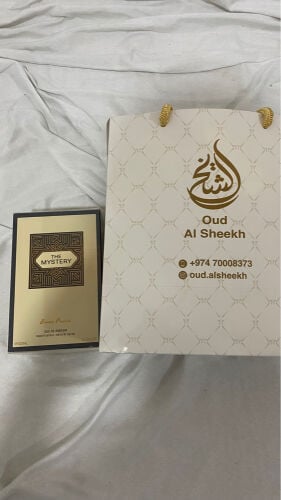 الشيخ
Oud
Al Sheekh
+974 70008373
oud.alsheekh
THE
MYSTERY
EAU DE PARFUM